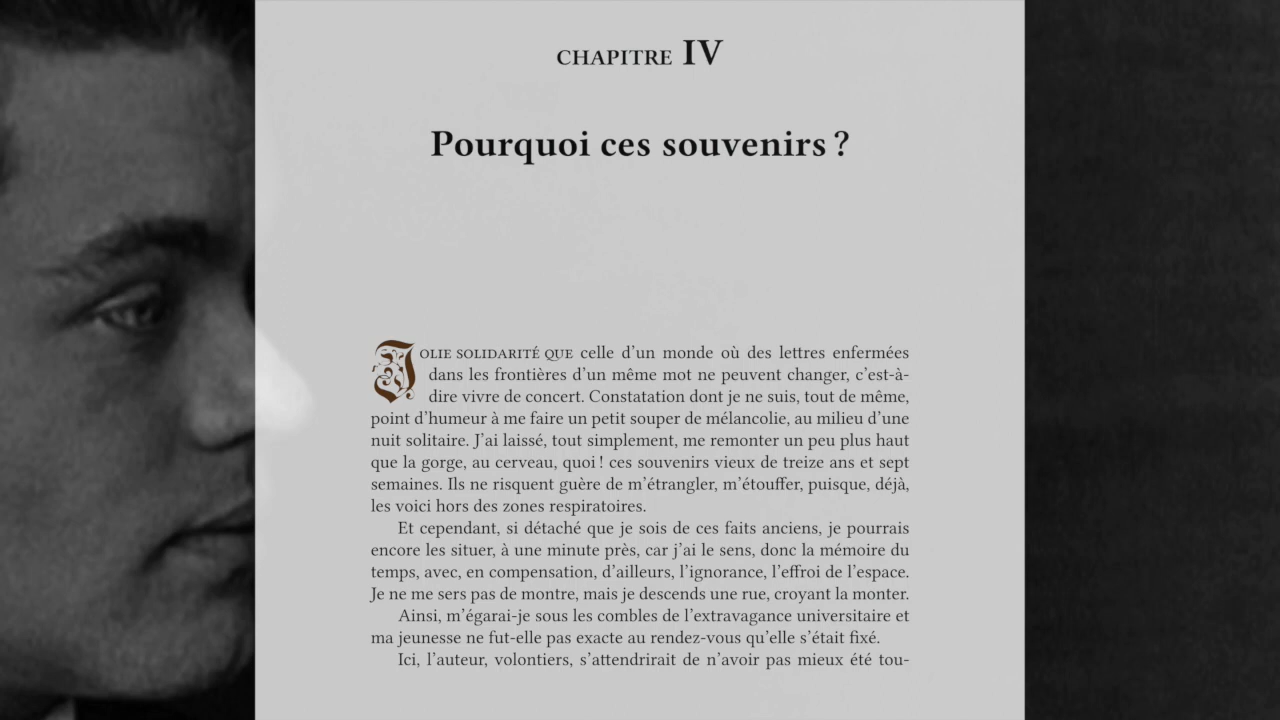 CHAPITRE IV
Pourquoi ces souvenirs ?
JOLIE SOLIDARITÉ QUE celle d’un monde où des lettres enfermées
dans les frontières d’un même mot ne peuvent changer, c’est-à-
dire vivre de concert. Constatation dont je ne suis, tout de même,
point d’humeur à me faire un petit souper de mélancolie, au milieu d’une
nuit solitaire. J’ai laissé, tout simplement, me remonter un peu plus haut
que la gorge, au cerveau, quoi ! ces souvenirs vieux de treize ans et sept
semaines. Ils ne risquent guère de m’étrangler, m’étouffer, puisque, déjà,
les voici hors des zones respiratoires.
Et cependant, si détaché que je sois de ces faits anciens, je pourrais
encore les situer, à une minute près, car j’ai le sens, donc la mémoire du
temps, avec, en compensation, d’ailleurs, l’ignorance, l’effroi de l’espace.
Je ne me sers pas de montre, mais je descends une rue, croyant la monter.
Ainsi, m’égarai-je sous les combles de l’extravagance universitaire et
ma jeunesse ne fut-elle pas exacte au rendez-vous qu’elle s’était fixé.
Ici, l’auteur, volontiers, s’attendrirait de n’avoir pas mieux été tou-